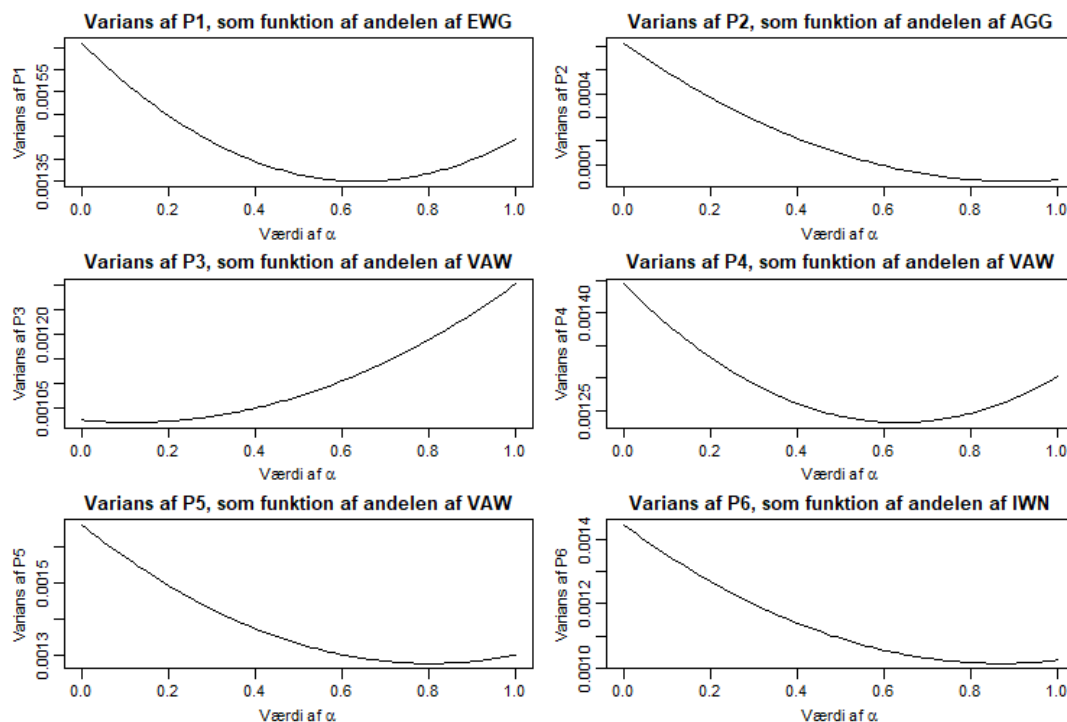 Varians af P1, som funktion af andelen af EWG
Varians af P1
0.00155
0.00135
0.0 0.2 0.4 0.6 0.8 1.0
Værdi af α
Varians af P2, som funktion af andelen af AGG
Varians af P2
0.0004
0.0001
0.0 0.2 0.4 0.6 0.8 1.0
Værdi af α
Varians af P3, som funktion af andelen af VAW
Varians af P3
0.00120
0.00105
0.0 0.2 0.4 0.6 0.8 1.0
Værdi af α
Varians af P4, som funktion af andelen af VAW
Varians af P4
0.00140
0.00125
0.0 0.2 0.4 0.6 0.8 1.0
Værdi af α
Varians af P5, som funktion af andelen af VAW
Varians af P5
0.0015
0.0013
0.0 0.2 0.4 0.6 0.8 1.0
Værdi af α
Varians af P6, som funktion af andelen af IWN
Varians af P6
0.0014
0.0012
0.0010
0.0 0.2 0.4 0.6 0.8 1.0
Værdi af α